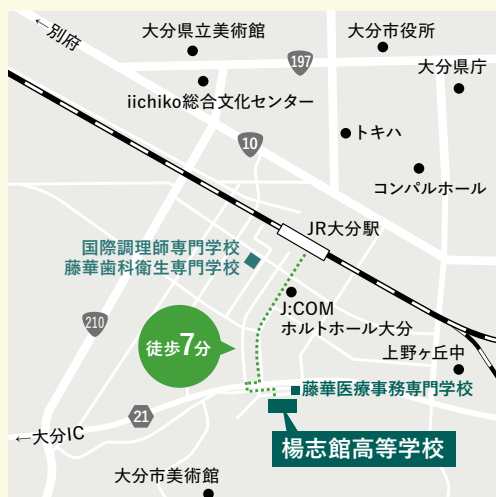 ←別府
大分県立美術館
大分市役所
197
大分県庁
iichiko総合文化センター
トキハ
10
コンパルホール
JR大分駅
国際調理師専門学校
藤華歯科衛生専門学校
J:COM
ホルトホール大分
210
徒歩7分
上野ヶ丘中
藤華医療事務専門学校
21
←大分IC
楊志館高等学校
大分市美術館